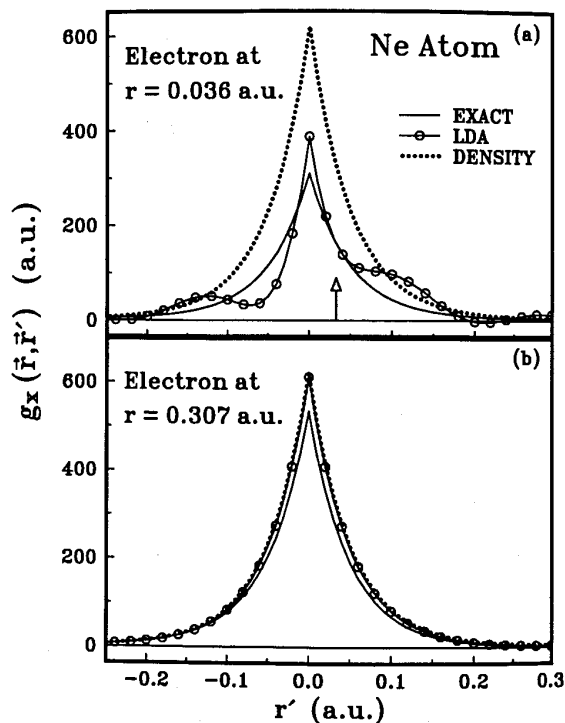 Ne Atom
(a)
Electron at
r = 0.036 a.u.
EXACT
LDA
DENSITY
600
400
200
0
g_x(r⃗,r⃗′) (a.u.)
(b)
Electron at
r = 0.307 a.u.
600
400
200
0
-0.2 -0.1 0.0 0.1 0.2 0.3
r′ (a.u.)